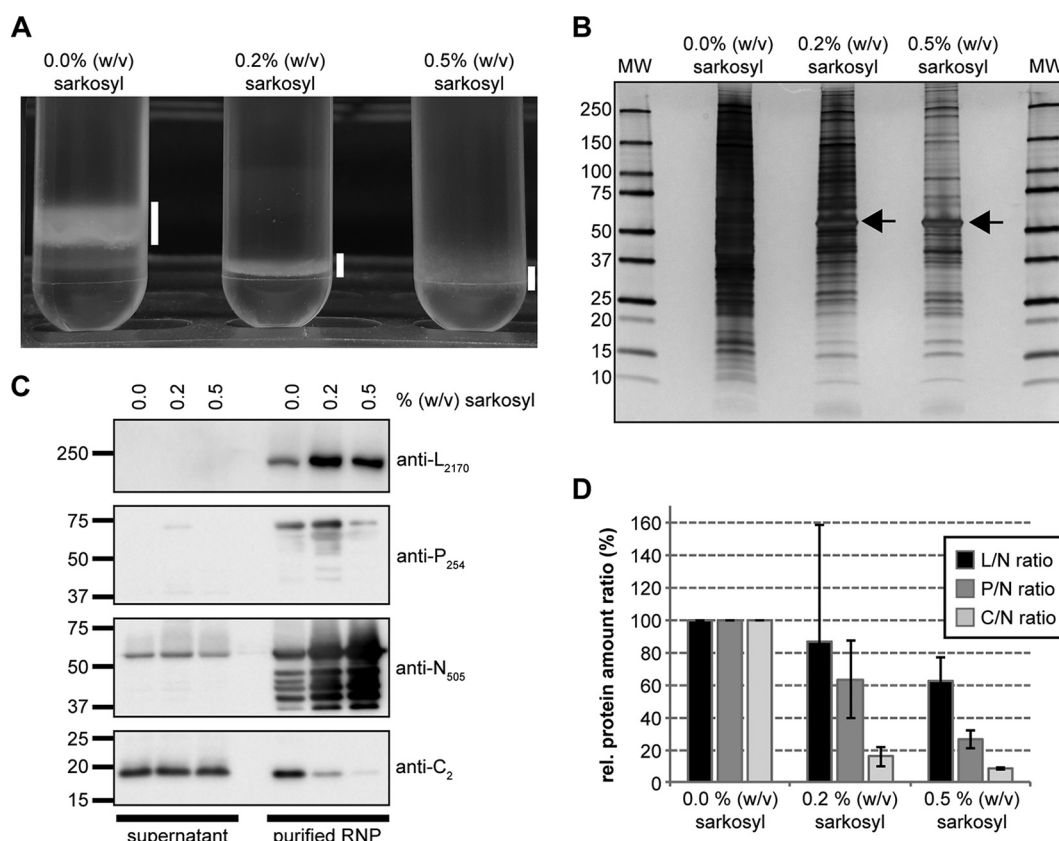 A
0.0% (w/v) sarkosyl
0.2% (w/v) sarkosyl
0.5% (w/v) sarkosyl
B
MW
0.0% (w/v) sarkosyl
0.2% (w/v) sarkosyl
0.5% (w/v) sarkosyl
MW
250
150
100
75
50
37
25
20
15
10
C
0.0 0.2 0.5 0.0 0.2 0.5 % (w/v) sarkosyl
250
anti-L2170
75
50
37
anti-P254
75
50
37
anti-N505
25
20
15
anti-C2
supernatant purified RNP
D
rel. protein amount ratio (%)
160
140
120
100
80
60
40
20
0
L/N ratio
P/N ratio
C/N ratio
0.0 % (w/v) sarkosyl
0.2 % (w/v) sarkosyl
0.5 % (w/v) sarkosyl